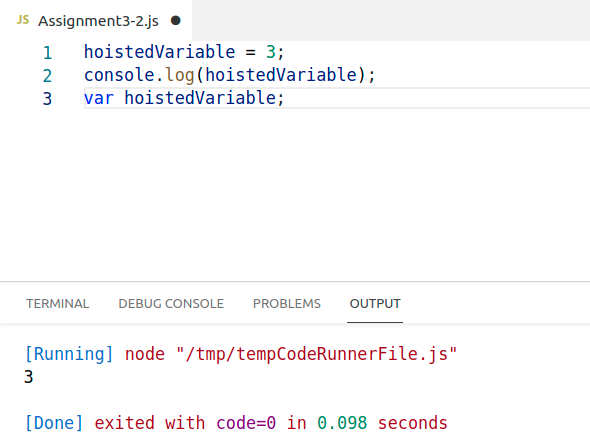 JS Assignment3-2.js ●
1 hoistedVariable = 3;
2 console.log(hoistedVariable);
3 var hoistedVariable;
TERMINAL DEBUG CONSOLE PROBLEMS OUTPUT
[Running] node "/tmp/tempCodeRunnerFile.js"
3
[Done] exited with code=0 in 0.098 seconds